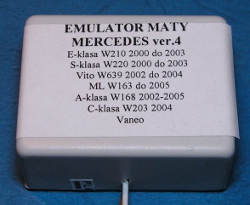 EMULATOR MATY
MERCEDES ver.4
E-klasa W210 2000 do 2003
S-klasa W220 2000 do 2003
Vito W639 2002 do 2004
ML W163 do 2005
A-klasa W168 2002-2005
C-klasa W203 2004
Vaneo